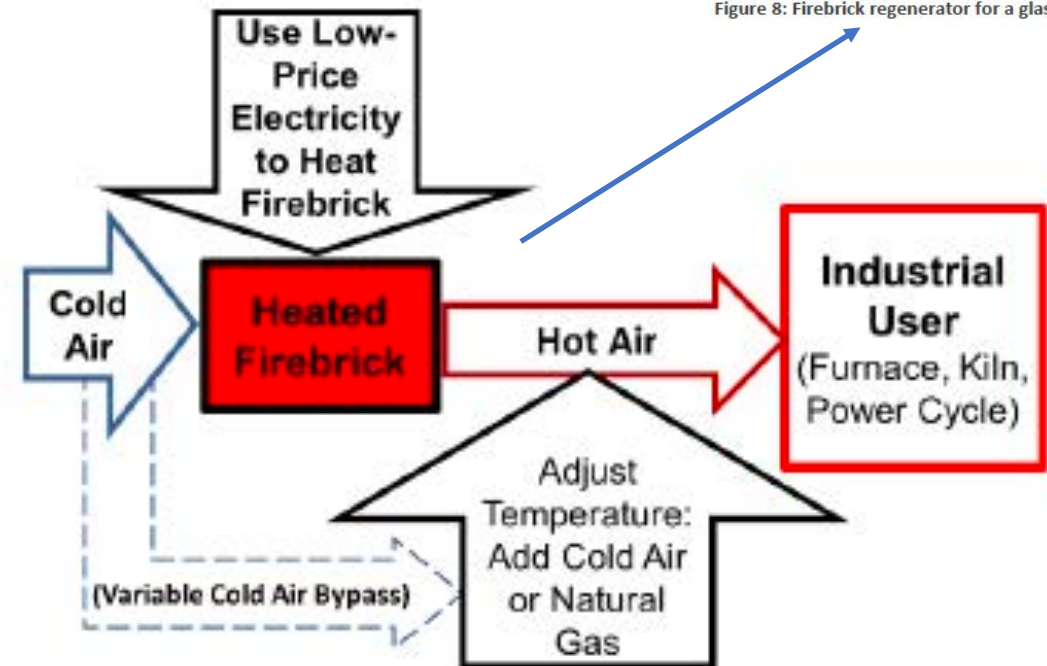 Figure 8: Firebrick regenerator for a glas
Use Low-
Price
Electricity
to Heat
Firebrick
Cold
Air
Heated
Firebrick
Hot Air
Industrial
User
(Furnace, Kiln,
Power Cycle)
Adjust
Temperature:
Add Cold Air
or Natural
Gas
(Variable Cold Air Bypass)